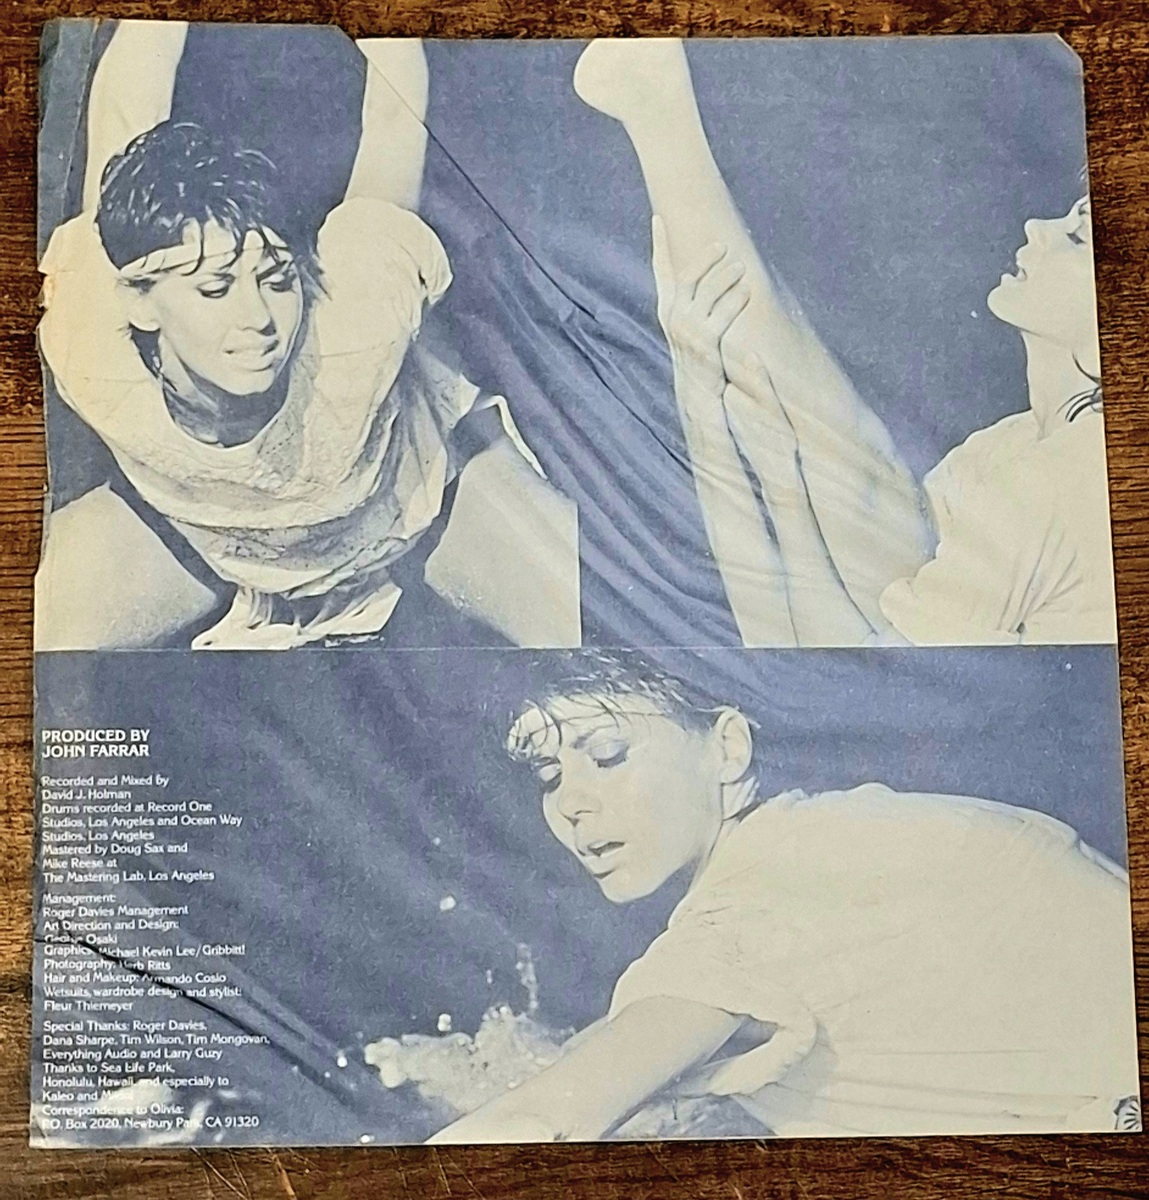 PRODUCED BY
JOHN FARRAR
Recorded and Mixed by
David J. Holman
Drums recorded at Record One
Studios, Los Angeles and Ocean Way
Studios, Los Angeles
Mastered by Doug Sax and
Mike Reese at
The Mastering Lab, Los Angeles
Management:
Roger Davies Management
Art Direction and Design:
George Osaki
Graphics: Michael Kevin Lee/Gribbitt!
Photography: Herb Ritts
Hair and Makeup: Armando Cosio
Wetsuits, wardrobe design and stylist:
Fleur Thiemeyer
Special Thanks: Roger Davies,
Dana Sharpe, Tim Wilson, Tim Mongovan,
Everything Audio and Larry Guzy
Thanks to Sea Life Park,
Honolulu, Hawaii, and especially to
Kaleo and
Correspondence to Olivia:
P.O. Box 2020, Newbury Park, CA 91320